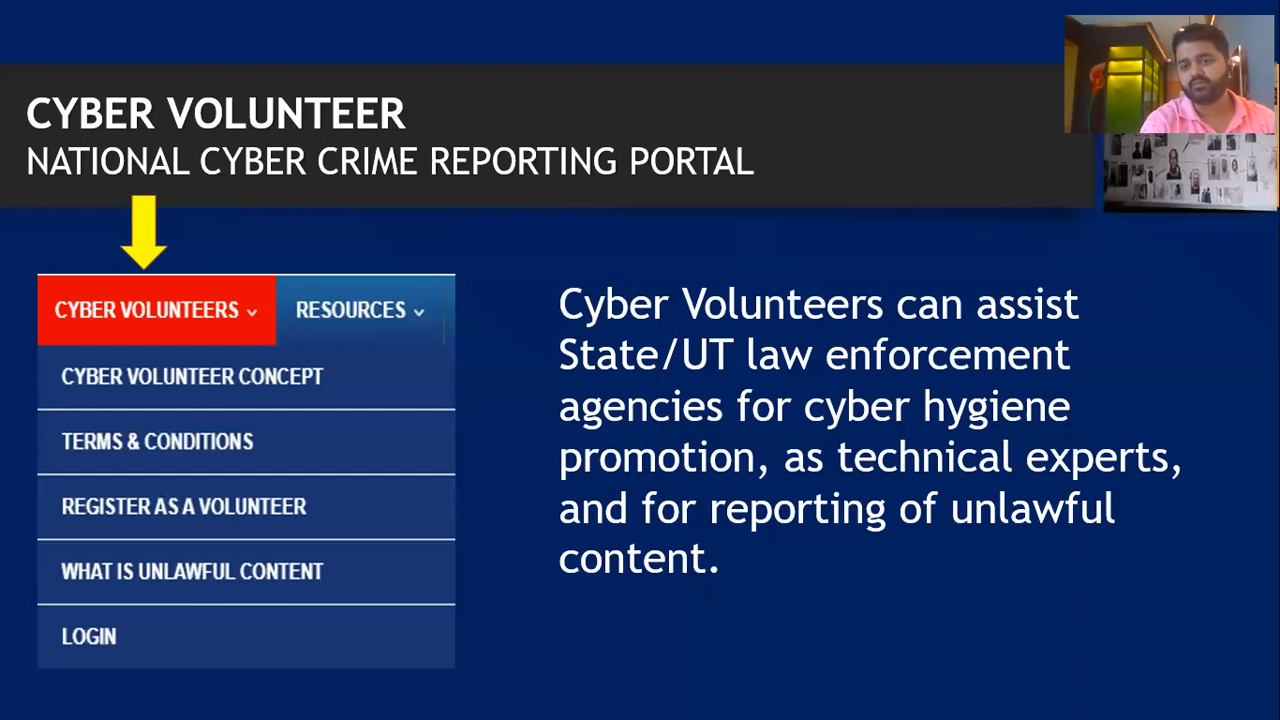 CYBER VOLUNTEER
NATIONAL CYBER CRIME REPORTING PORTAL
CYBER VOLUNTEERS
RESOURCES
CYBER VOLUNTEER CONCEPT
TERMS & CONDITIONS
REGISTER AS A VOLUNTEER
WHAT IS UNLAWFUL CONTENT
LOGIN
Cyber Volunteers can assist
State/UT law enforcement
agencies for cyber hygiene
promotion, as technical experts,
and for reporting of unlawful
content.